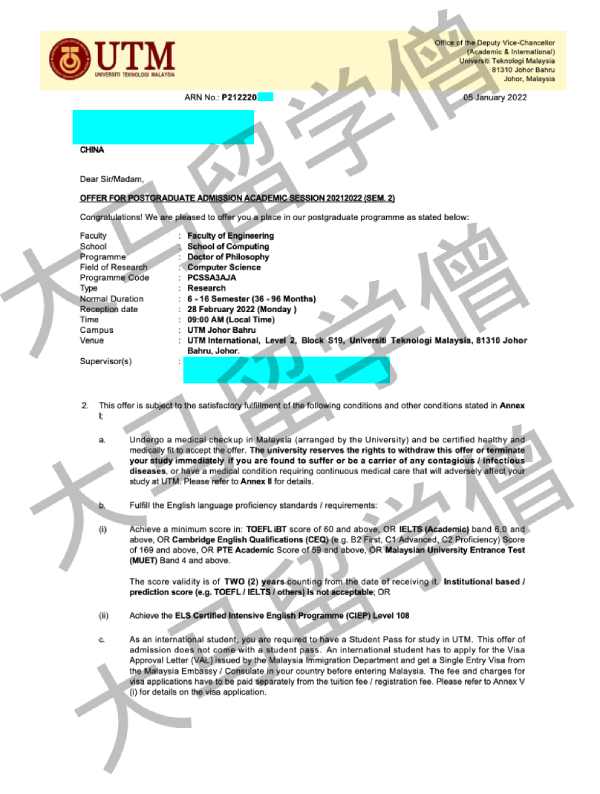 UTM
UNIVERSITI TEKNOLOGI MALAYSIA
Office of the Deputy Vice-Chancellor
(Academic & International)
Universiti Teknologi Malaysia
81310 Johor Bahru
Johor, Malaysia
ARN No.: P212220
05 January 2022
CHINA
Dear Sir/Madam,
OFFER FOR POSTGRADUATE ADMISSION ACADEMIC SESSION 20212022 (SEM. 2)
Congratulations! We are pleased to offer you a place in our postgraduate programme as stated below:
Faculty : Faculty of Engineering
School : School of Computing
Programme : Doctor of Philosophy
Field of Research : Computer Science
Programme Code : PCSSA3AJA
Type : Research
Normal Duration : 6 - 16 Semester (36 - 96 Months)
Reception date : 28 February 2022 (Monday )
Time : 09:00 AM (Local Time)
Campus : UTM Johor Bahru
Venue : UTM International, Level 2, Block S19, Universiti Teknologi Malaysia, 81310 Johor
Bahru, Johor.
Supervisor(s) :
2. This offer is subject to the satisfactory fulfillment of the following conditions and other conditions stated in Annex
I;
a. Undergo a medical checkup in Malaysia (arranged by the University) and be certified healthy and
medically fit to accept the offer. The university reserves the rights to withdraw this offer or terminate
your study immediately if you are found to suffer or be a carrier of any contagious / infectious
diseases, or have a medical condition requiring continuous medical care that will adversely affect your
study at UTM. Please refer to Annex II for details.
b. Fulfill the English language proficiency standards / requirements:
(i) Achieve a minimum score in: TOEFL iBT score of 60 and above, OR IELTS (Academic) band 6.0 and
above, OR Cambridge English Qualifications (CEQ) (e.g. B2 First, C1 Advanced, C2 Proficiency) Score
of 169 and above, OR PTE Academic Score of 59 and above, OR Malaysian University Entrance Test
(MUET) Band 4 and above.
The score validity is of TWO (2) years counting from the date of receiving it. Institutional based /
prediction score (e.g. TOEFL / IELTS / others) is not acceptable; OR
(ii) Achieve the ELS Certified Intensive English Programme (CIEP) Level 108
c. As an international student, you are required to have a Student Pass for study in UTM. This offer of
admission does not come with a student pass. An international student has to apply for the Visa
Approval Letter (VAL) issued by the Malaysia Immigration Department and get a Single Entry Visa from
the Malaysia Embassy / Consulate in your country before entering Malaysia. The fee and charges for
visa applications have to be paid separately from the tuition fee / registration fee. Please refer to Annex V
(i) for details on the visa application.
大马留学僧
大马留学僧
大马留学僧